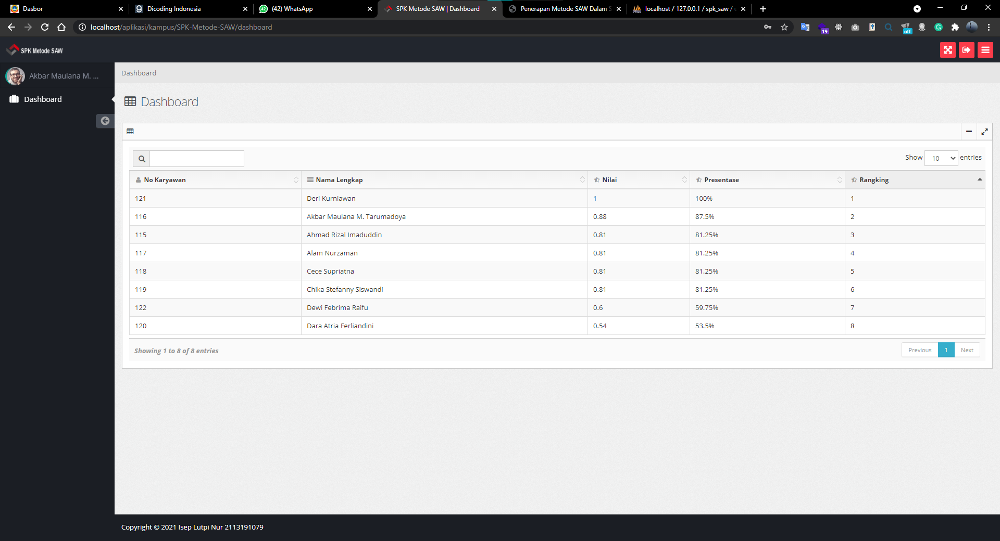 Dasbor
Dicoding Indonesia
(42) WhatsApp
SPK Metode SAW | Dashboard
Penerapan Metode SAW Dalam S
localhost / 127.0.0.1 / spk_saw /
localhost/aplikasi/kampus/SPK-Metode-SAW/dashboard
19
off
SPK Metode SAW
Akbar Maulana M. ...
Dashboard
Dashboard
Dashboard
Show 10 entries
No Karyawan Nama Lengkap Nilai Presentase Rangking
121 Deri Kurniawan 1 100% 1
116 Akbar Maulana M. Tarumadoya 0.88 87.5% 2
115 Ahmad Rizal Imaduddin 0.81 81.25% 3
117 Alam Nurzaman 0.81 81.25% 4
118 Cece Supriatna 0.81 81.25% 5
119 Chika Stefanny Siswandi 0.81 81.25% 6
122 Dewi Febrima Raifu 0.6 59.75% 7
120 Dara Atria Ferliandini 0.54 53.5% 8
Showing 1 to 8 of 8 entries
Previous 1 Next
Copyright © 2021 Isep Lutpi Nur 2113191079